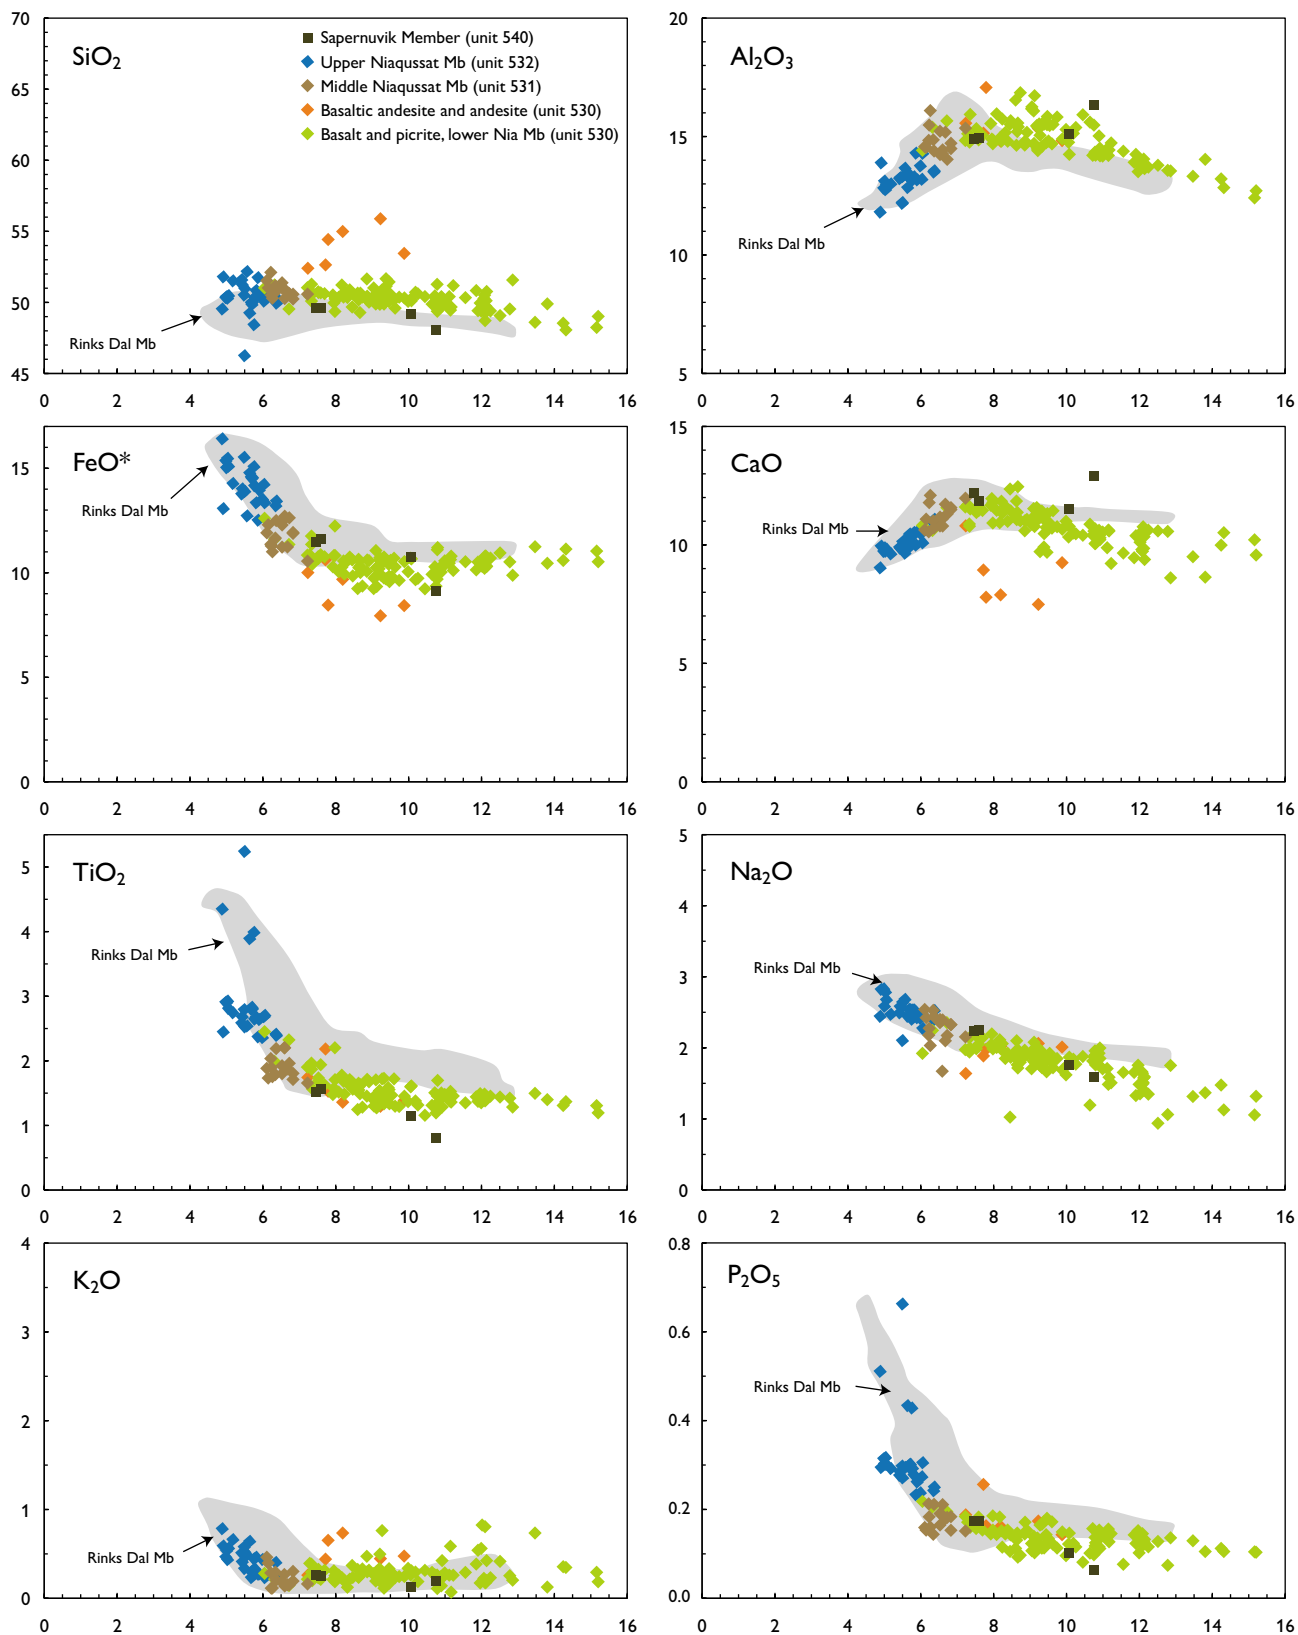 70
65
60
55
50
45
SiO2
Sapernuvik Member (unit 540)
Upper Niaqussat Mb (unit 532)
Middle Niaqussat Mb (unit 531)
Basaltic andesite and andesite (unit 530)
Basalt and picrite, lower Nia Mb (unit 530)
Rinks Dal Mb
0 2 4 6 8 10 12 14 16
20
15
10
5
Al2O3
Rinks Dal Mb
0 2 4 6 8 10 12 14 16
15
10
5
0
FeO*
Rinks Dal Mb
0 2 4 6 8 10 12 14 16
15
10
5
0
CaO
Rinks Dal Mb
0 2 4 6 8 10 12 14 16
5
4
3
2
1
0
TiO2
Rinks Dal Mb
0 2 4 6 8 10 12 14 16
5
4
3
2
1
0
Na2O
Rinks Dal Mb
0 2 4 6 8 10 12 14 16
4
3
2
1
0
K2O
Rinks Dal Mb
0 2 4 6 8 10 12 14 16
0.8
0.6
0.4
0.2
0.0
P2O5
Rinks Dal Mb
0 2 4 6 8 10 12 14 16